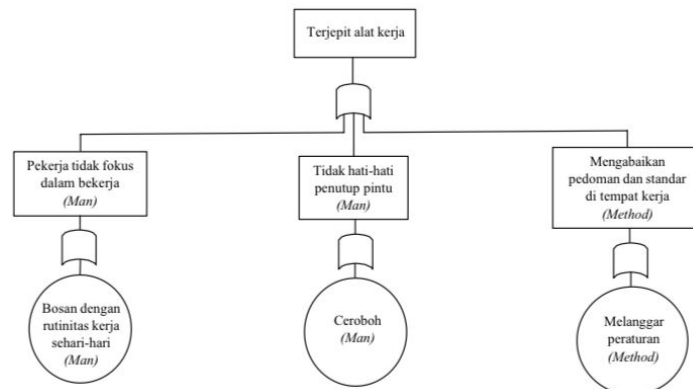 Terjepit alat kerja
Pekerja tidak fokus
dalam bekerja
(Man)
Tidak hati-hati
penutup pintu
(Man)
Mengabaikan
pedoman dan standar
di tempat kerja
(Method)
Bosan dengan
rutinitas kerja
sehari-hari
(Man)
Ceroboh
(Man)
Melanggar
peraturan
(Method)